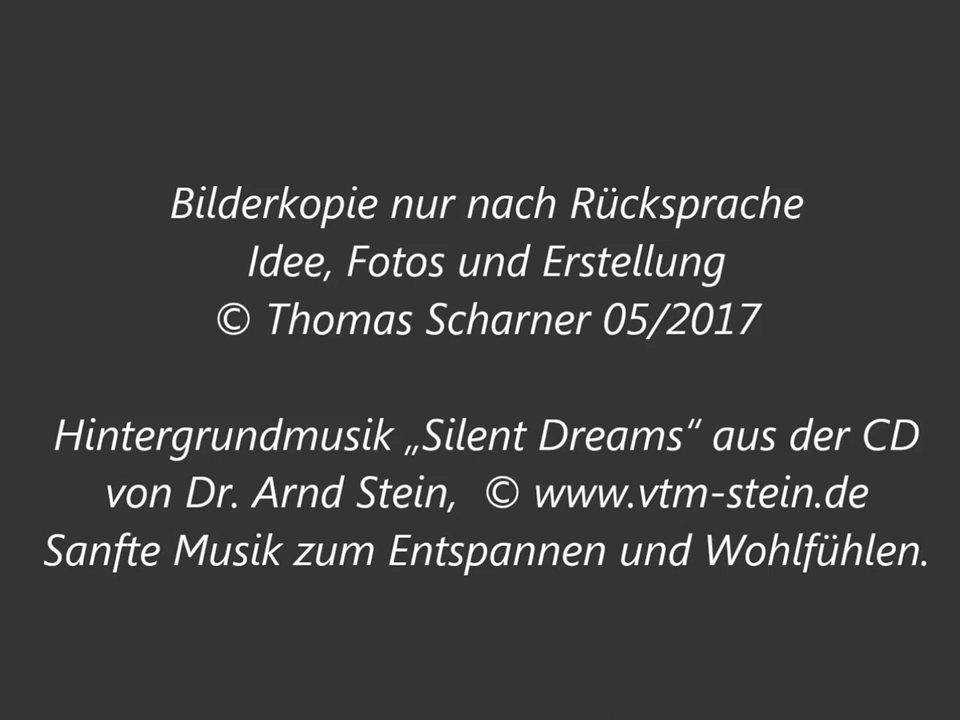 Bilderkopie nur nach Rücksprache
Idee, Fotos und Erstellung
© Thomas Scharner 05/2017
Hintergrundmusik „Silent Dreams“ aus der CD
von Dr. Arnd Stein,  © www.vtm-stein.de
Sanfte Musik zum Entspannen und Wohlfühlen.